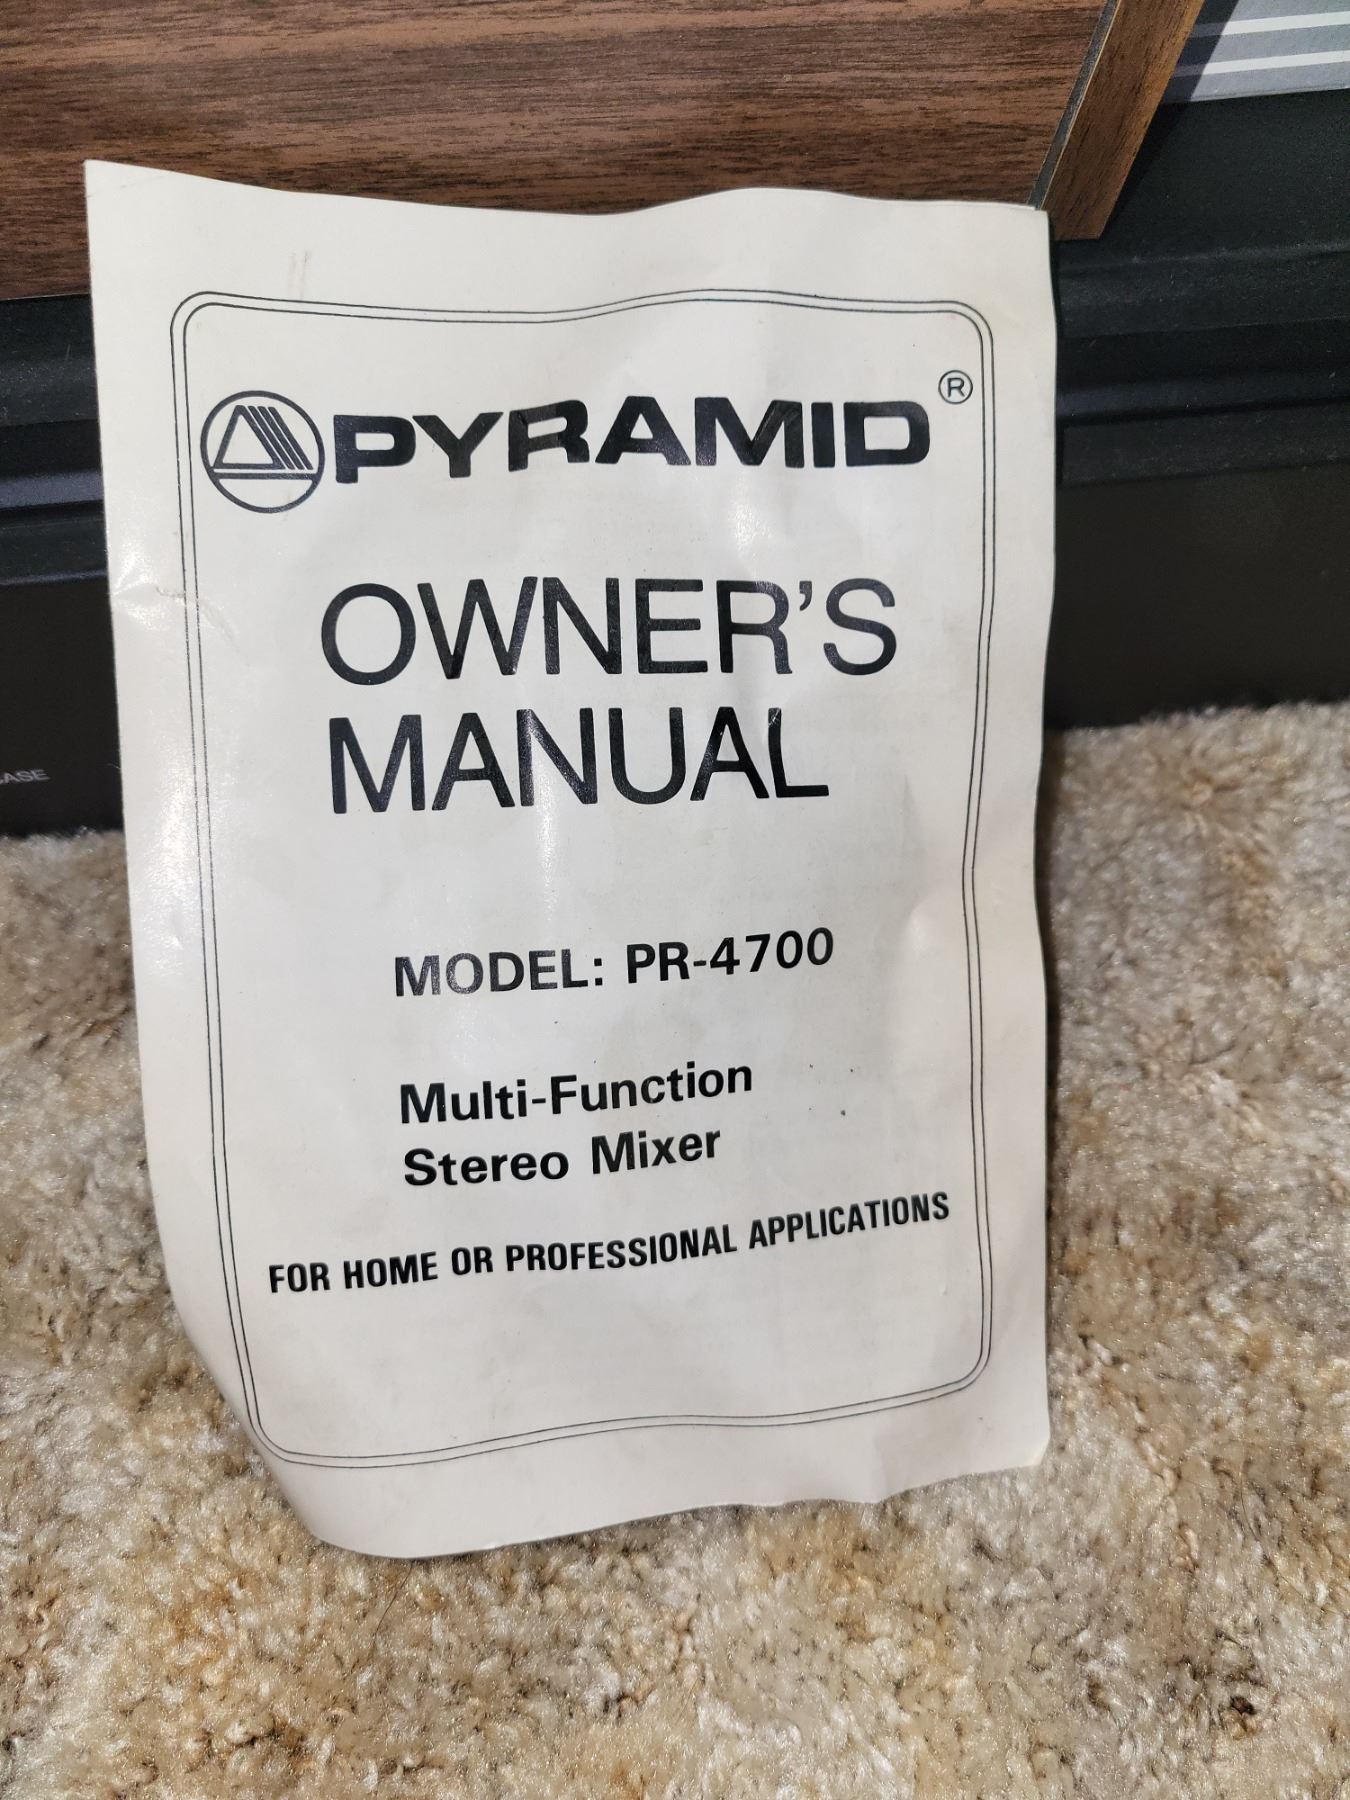 PYRAMID®
OWNER'S
MANUAL
MODEL: PR-4700
Multi-Function
Stereo Mixer
FOR HOME OR PROFESSIONAL APPLICATIONS